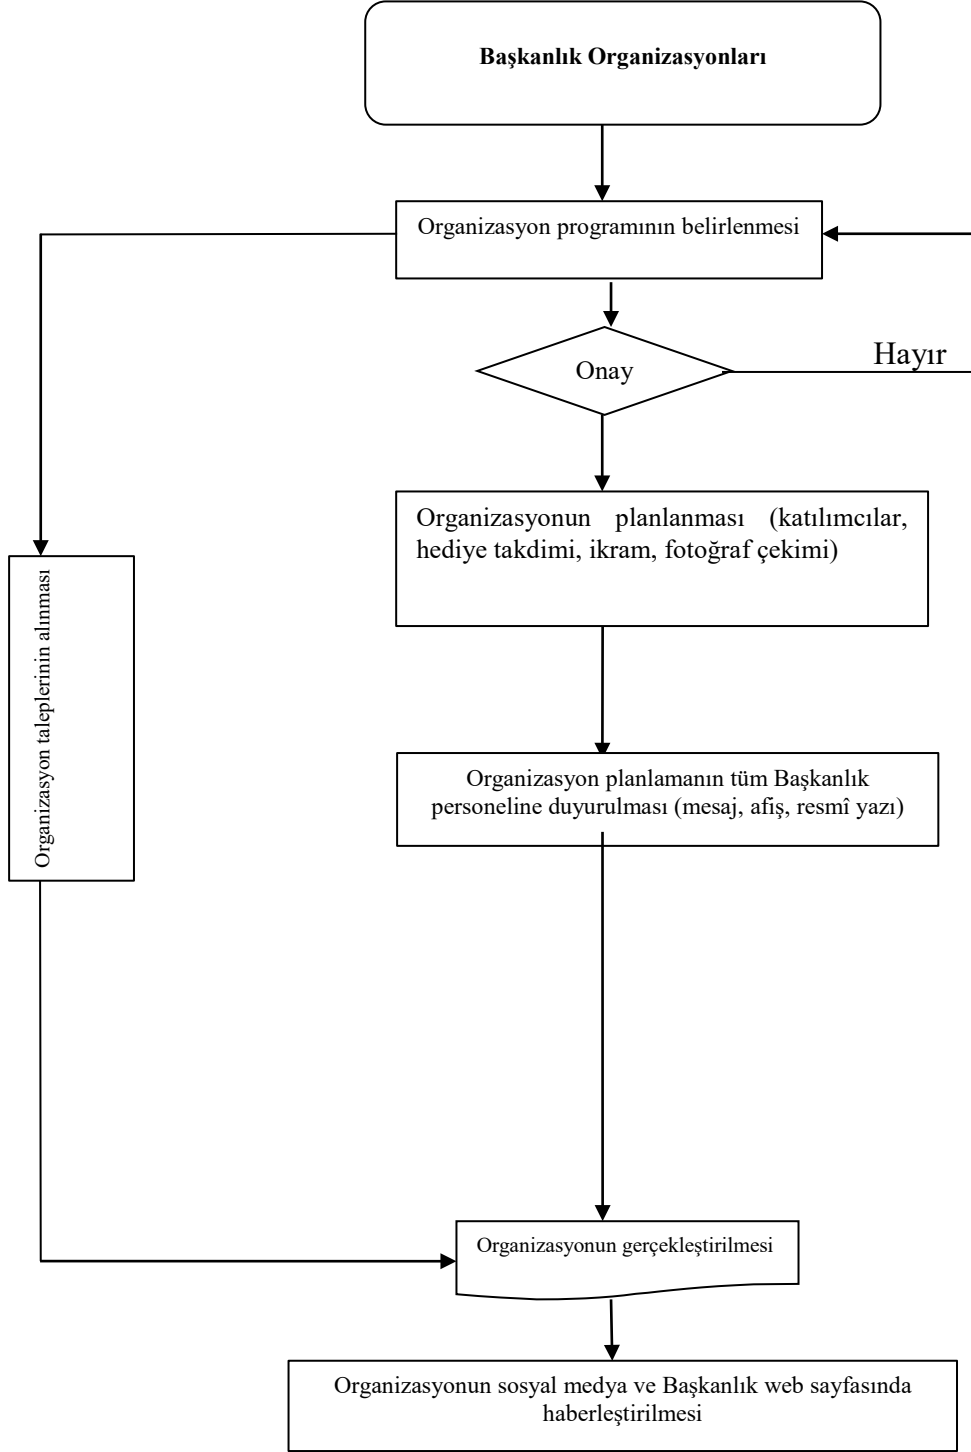 Başkanlık Organizasyonları
Organizasyon programının belirlenmesi
Onay
Hayır
Organizasyonun planlanması (katılımcılar,
hediye takdimi, ikram, fotoğraf çekimi)
Organizasyon taleplerinin alınması
Organizasyon planlamanın tüm Başkanlık
personeline duyurulması (mesaj, afiş, resmî yazı)
Organizasyonun gerçekleştirilmesi
Organizasyonun sosyal medya ve Başkanlık web sayfasında
haberleştirilmesi